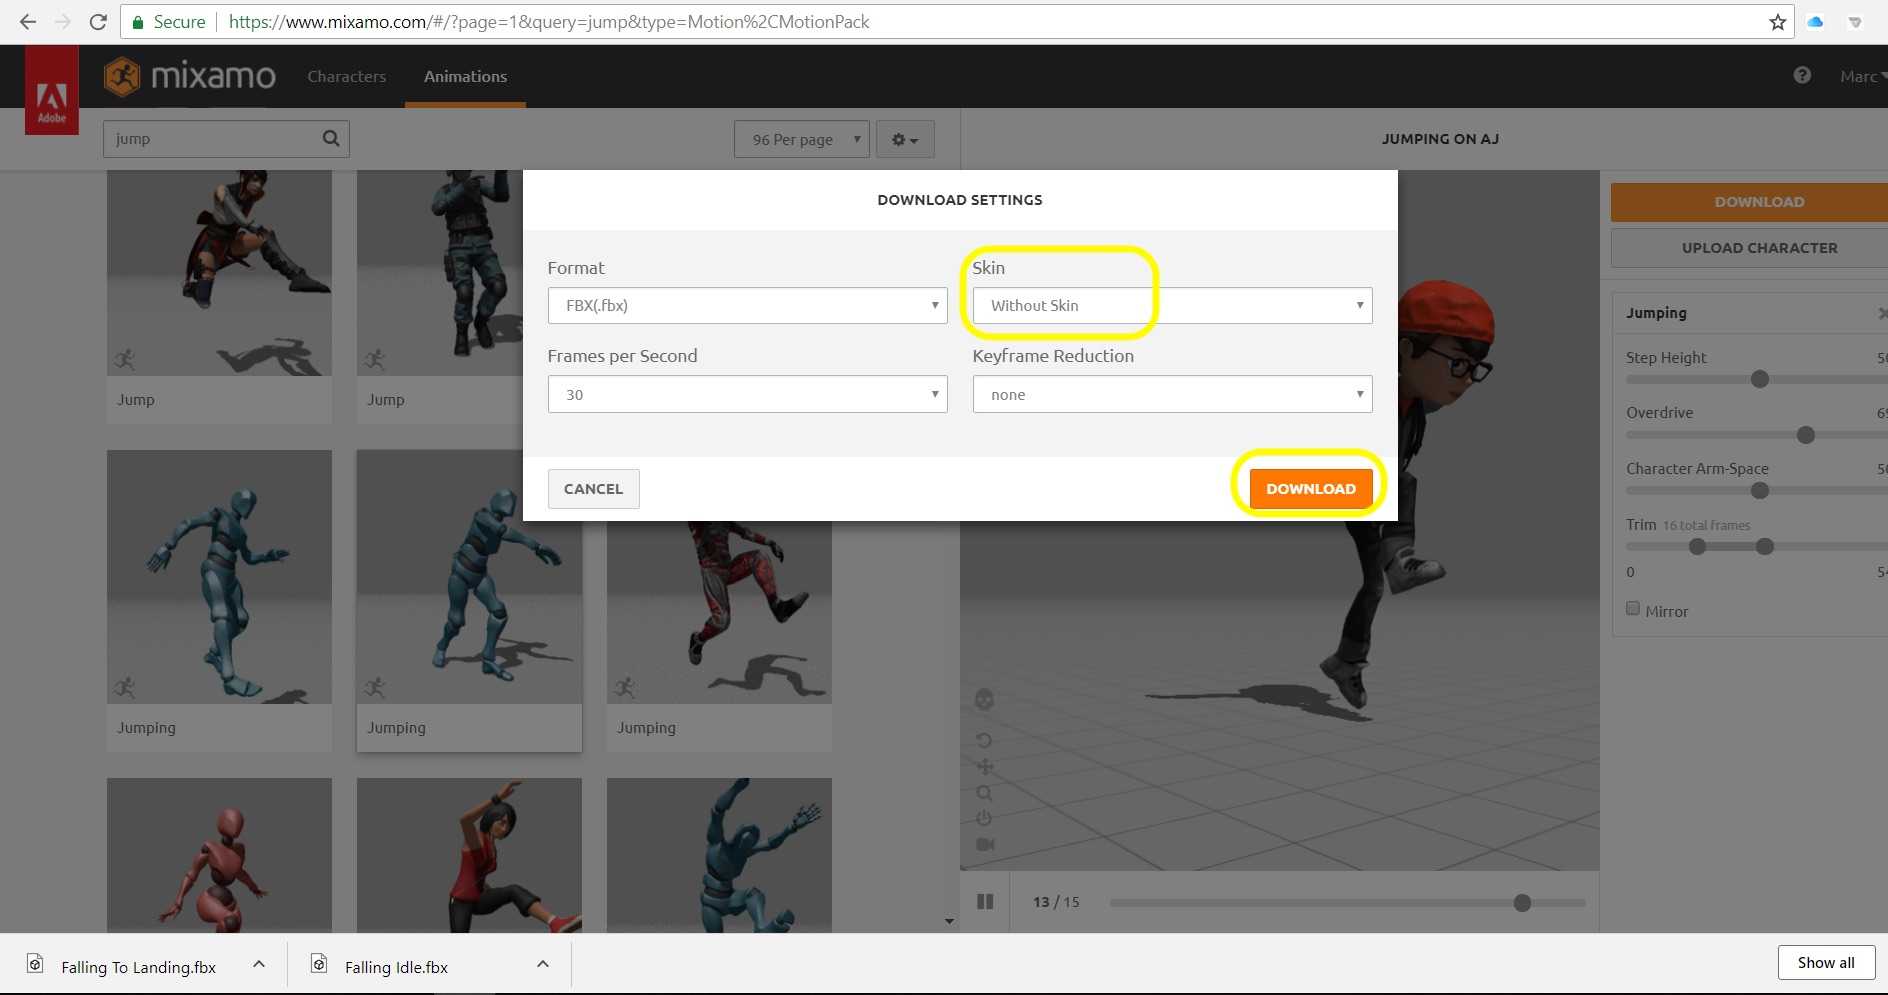 Secure https://www.mixamo.com/#/?page=1&query=jump&type=Motion%2CMotionPack
Adobe
mixamo Characters Animations ? Marc
jump 96 Per page JUMPING ON AJ
DOWNLOAD SETTINGS
DOWNLOAD
UPLOAD CHARACTER
Format Skin
FBX(.fbx) Without Skin
Frames per Second Keyframe Reduction
30 none
CANCEL DOWNLOAD
Jumping
Step Height
Overdrive
Character Arm-Space
Trim 16 total frames
0
Mirror
Jump Jump
Jumping Jumping Jumping
13 / 15
Falling To Landing.fbx Falling Idle.fbx Show all